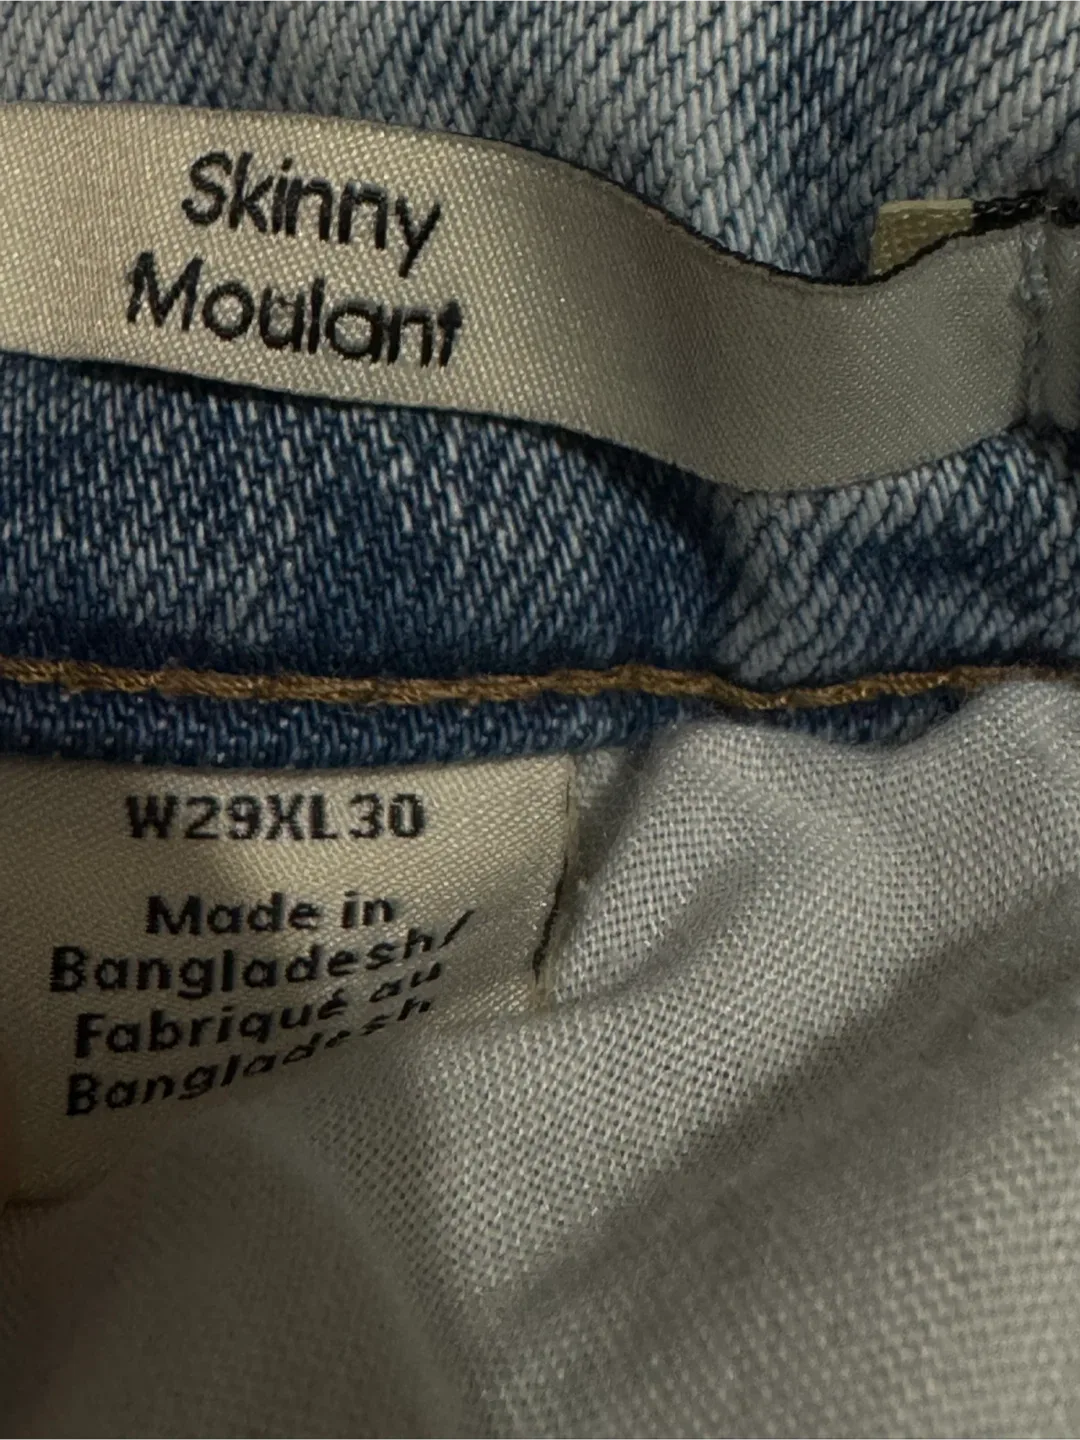 Skinny
Moulant
W29XL30
Made in
Bangladesh/
Fabriqué au
Bangladesh